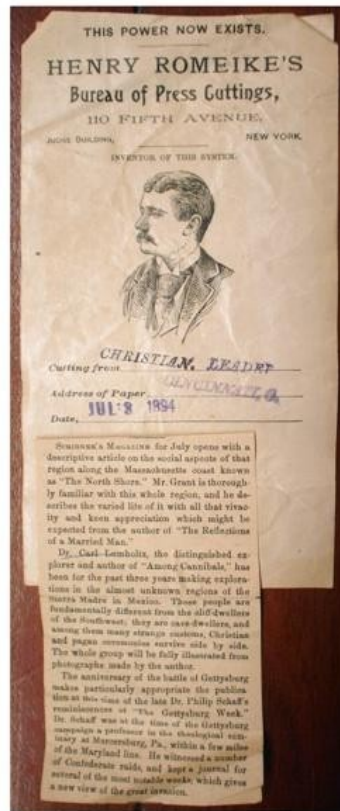 THIS POWER NOW EXISTS.
HENRY ROMEIKE'S
Bureau of Press Cuttings,
110 FIFTH AVENUE,
JUDGE BUILDING, NEW YORK.
INVENTOR OF THIS SYSTEM.
CHRISTIAN LEADER
Cutting from
CINCINNATI, O.
Address of Paper
JUL 8 1894
Date,
SCRIBNER'S MAGAZINE for July opens with a
descriptive article on the social aspects of that
region along the Massachusetts coast known
as "The North Shore." Mr. Grant is thorough-
ly familiar with this whole region, and he de-
scribes the varied life of it with all that vivac-
ity and keen appreciation which might be
expected from the author of "The Reflections
of a Married Man."
Dr. Carl Lumholtz, the distinguished ex-
plorer and author of "Among Cannibals," has
been for the past three years making explora-
tions in the almost unknown regions of the
Sierra Madre in Mexico. These people are
fundamentally different from the cliff-dwellers
of the Southwest; they are cave-dwellers, and
among them many strange customs, Christian
and pagan ceremonies survive side by side.
The whole group will be fully illustrated from
photographs made by the author.
The anniversary of the battle of Gettysburg
makes particularly appropriate the publica-
tion at this time of the late Dr. Philip Schaff's
reminiscences of "The Gettysburg Week."
Dr. Schaff was at the time of the Gettysburg
campaign a professor in the theological sem-
inary at Mercersburg, Pa., within a few miles
of the Maryland line. He witnessed a number
of Confederate raids, and kept a journal for
several of the most notable weeks, which gives
a new view of the great invasion.